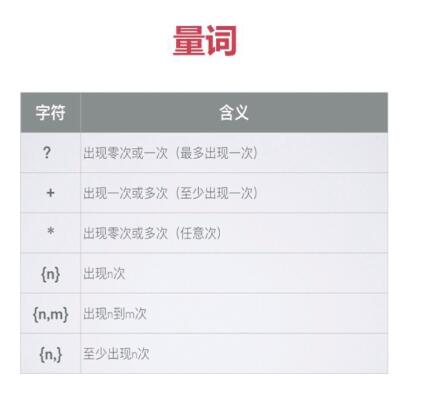 量词
字符 含义
? 出现零次或一次（最多出现一次）
+ 出现一次或多次（至少出现一次）
* 出现零次或多次（任意次）
{n} 出现n次
{n,m} 出现n到m次
{n,} 至少出现n次